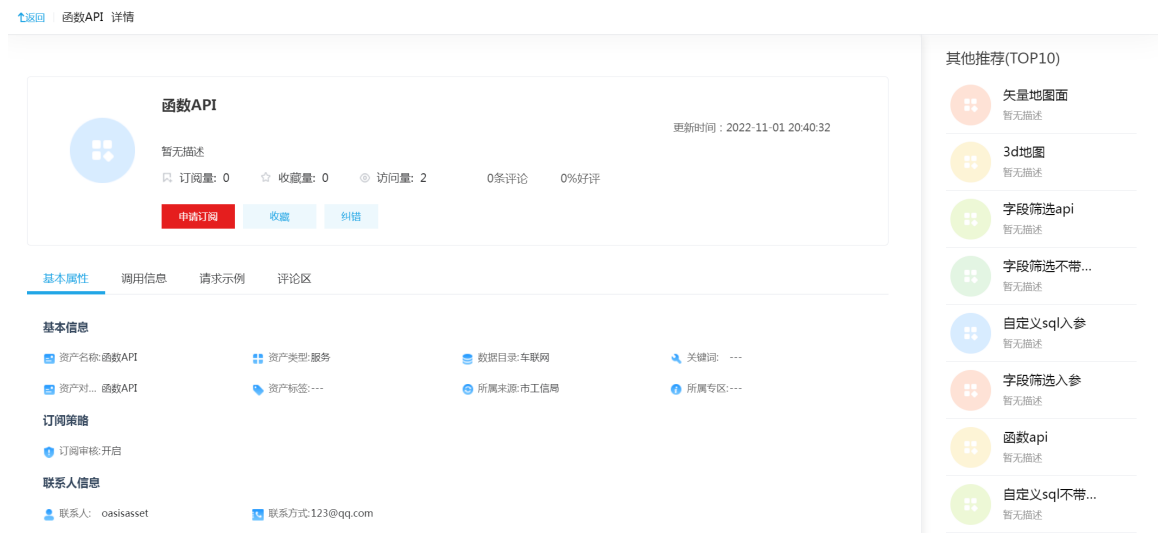 返回 函数API 详情
函数API
更新时间：2022-11-01 20:40:32
暂无描述
订阅量: 0 收藏量: 0 访问量: 2 0条评论 0%好评
申请订阅 收藏 纠错
基本属性 调用信息 请求示例 评论区
基本信息
资产名称:函数API 资产类型:服务 数据目录:车联网 关键词: ---
资产对... 函数API 资产标签:--- 所属来源:市工信局 所属专区:---
订阅策略
订阅审核:开启
联系人信息
联系人: oasisasset 联系方式:123@qq.com
其他推荐(TOP10)
矢量地图面
暂无描述
3d地图
暂无描述
字段筛选api
暂无描述
字段筛选不带...
暂无描述
自定义sql入参
暂无描述
字段筛选入参
暂无描述
函数api
暂无描述
自定义sql不带...
暂无描述